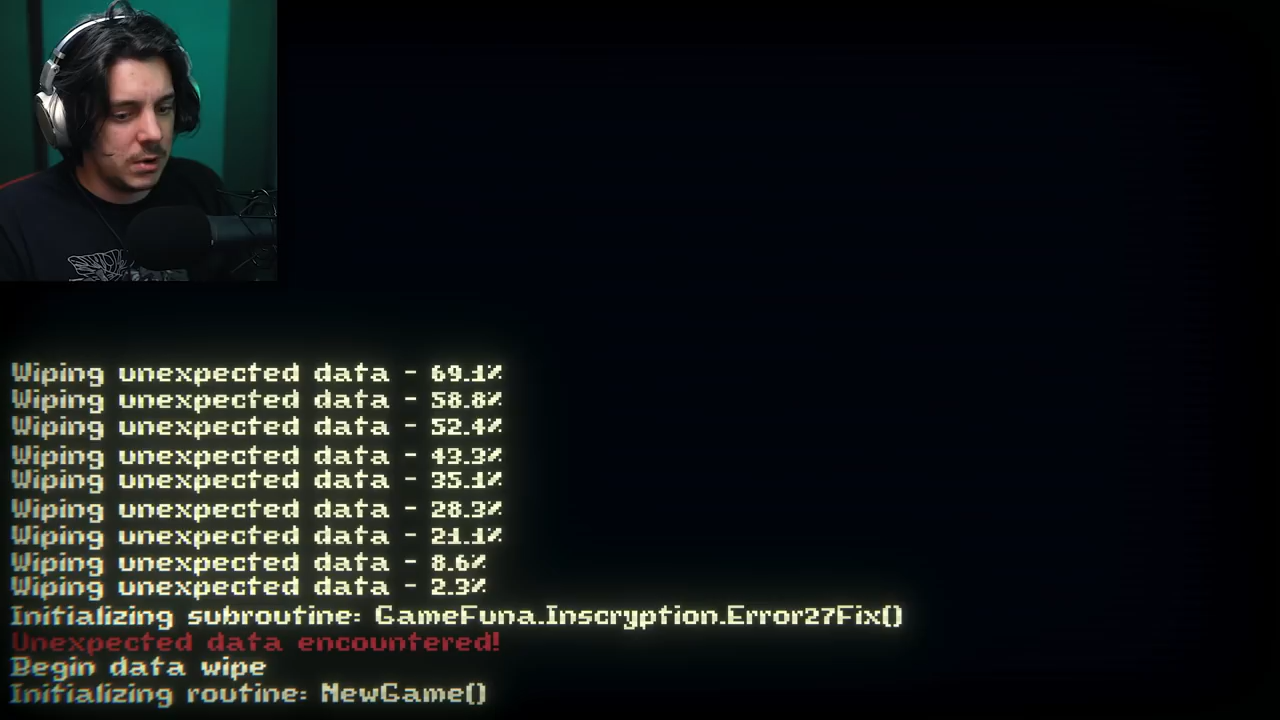 Wiping unexpected data - 69.1%
Wiping unexpected data - 58.8%
Wiping unexpected data - 52.4%
Wiping unexpected data - 43.3%
Wiping unexpected data - 35.1%
Wiping unexpected data - 28.3%
Wiping unexpected data - 21.1%
Wiping unexpected data - 8.6%
Wiping unexpected data - 2.3%
Initializing subroutine: GameFuna.Inscryption.Error27Fix()
Unexpected data encountered!
Begin data wipe
Initializing routine: NewGame()